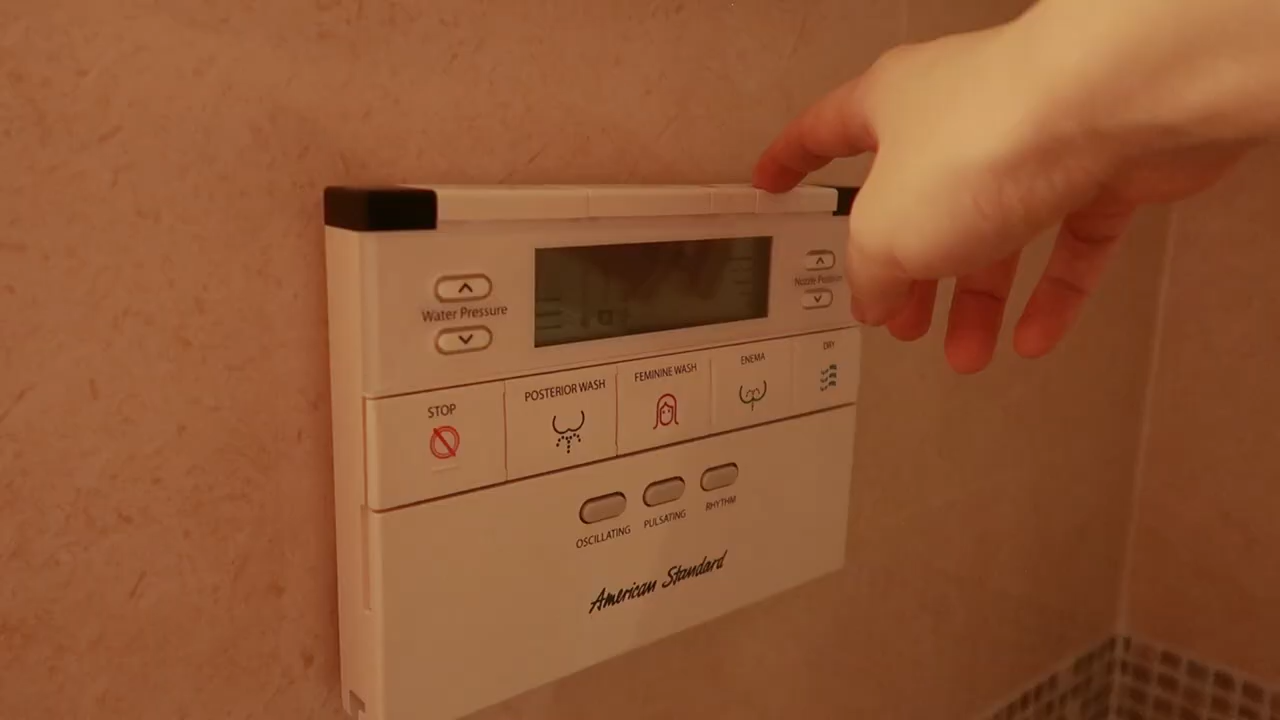 Water Pressure
Nozzle Position
STOP
POSTERIOR WASH
FEMININE WASH
ENEMA
DRY
OSCILLATING
PULSATING
RHYTHM
American Standard